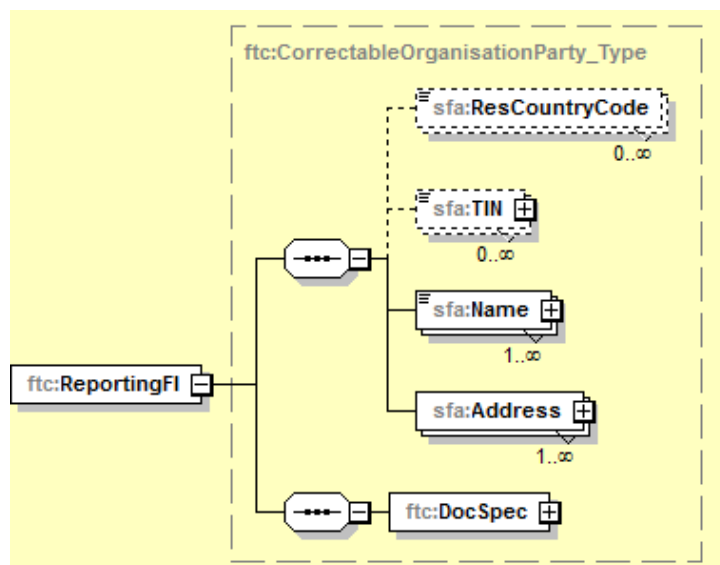 ftc:CorrectableOrganisationParty_Type
sfa:ResCountryCode
0..∞
sfa:TIN
0..∞
sfa:Name
1..∞
ftc:ReportingFI
sfa:Address
1..∞
ftc:DocSpec